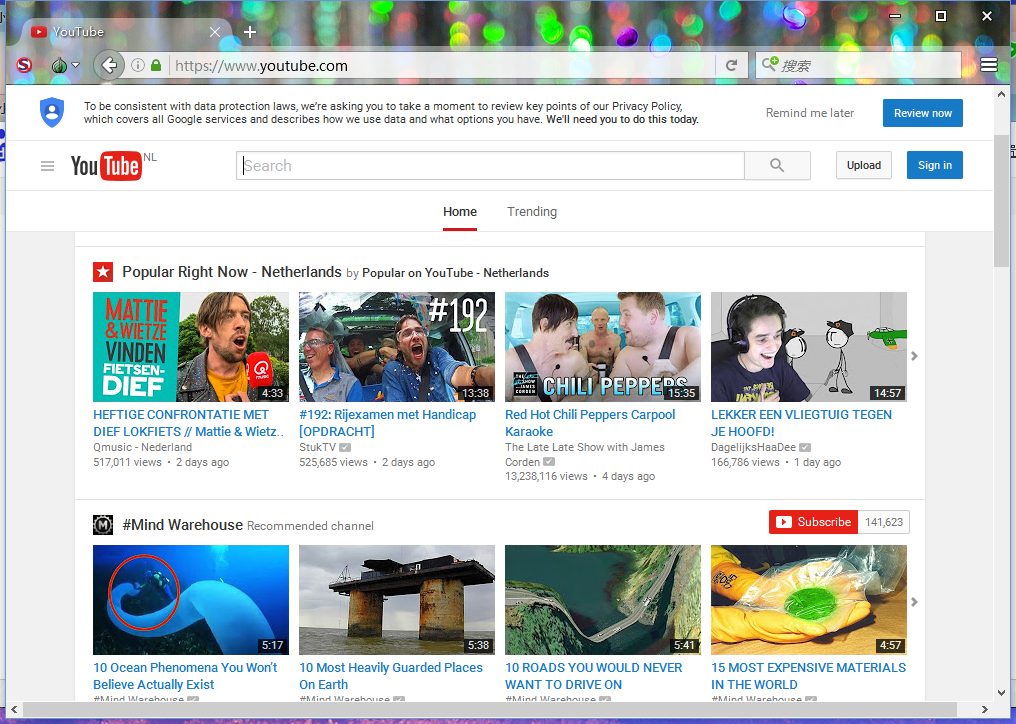 YouTube
https://www.youtube.com
搜索
To be consistent with data protection laws, we're asking you to take a moment to review key points of our Privacy Policy,
which covers all Google services and describes how we use data and what options you have. We'll need you to do this today.
Remind me later
Review now
YouTube NL
Search
Upload
Sign in
Home
Trending
Popular Right Now - Netherlands by Popular on YouTube - Netherlands
MATTIE
& WIETZE
VINDEN
FIETSEN-
DIEF
4:33
#192
13:38
THE LATE LATE SHOW WITH JAMES CORDEN
CHILI PEPPERS
15:35
14:57
HEFTIGE CONFRONTATIE MET
DIEF LOKFIETS // Mattie & Wietz..
Qmusic - Nederland
517,011 views • 2 days ago
#192: Rijexamen met Handicap
[OPDRACHT]
StukTV
525,685 views • 2 days ago
Red Hot Chili Peppers Carpool
Karaoke
The Late Late Show with James
Corden
13,238,116 views • 4 days ago
LEKKER EEN VLIEGTUIG TEGEN
JE HOOFD!
DagelijksHaaDee
166,786 views • 1 day ago
#Mind Warehouse Recommended channel
Subscribe
141,623
5:17
5:38
5:41
4:57
10 Ocean Phenomena You Won't
Believe Actually Exist
#Mind Warehouse
10 Most Heavily Guarded Places
On Earth
#Mind Warehouse
10 ROADS YOU WOULD NEVER
WANT TO DRIVE ON
#Mind Warehouse
15 MOST EXPENSIVE MATERIALS
IN THE WORLD
#Mind Warehouse